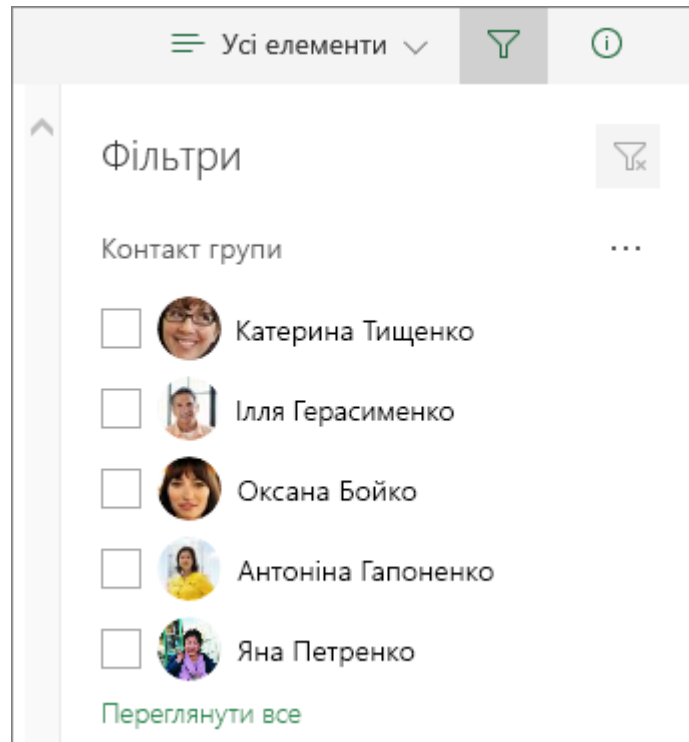 Усі елементи
Фільтри
Контакт групи
Катерина Тищенко
Ілля Герасименко
Оксана Бойко
Антоніна Гапоненко
Яна Петренко
Переглянути все